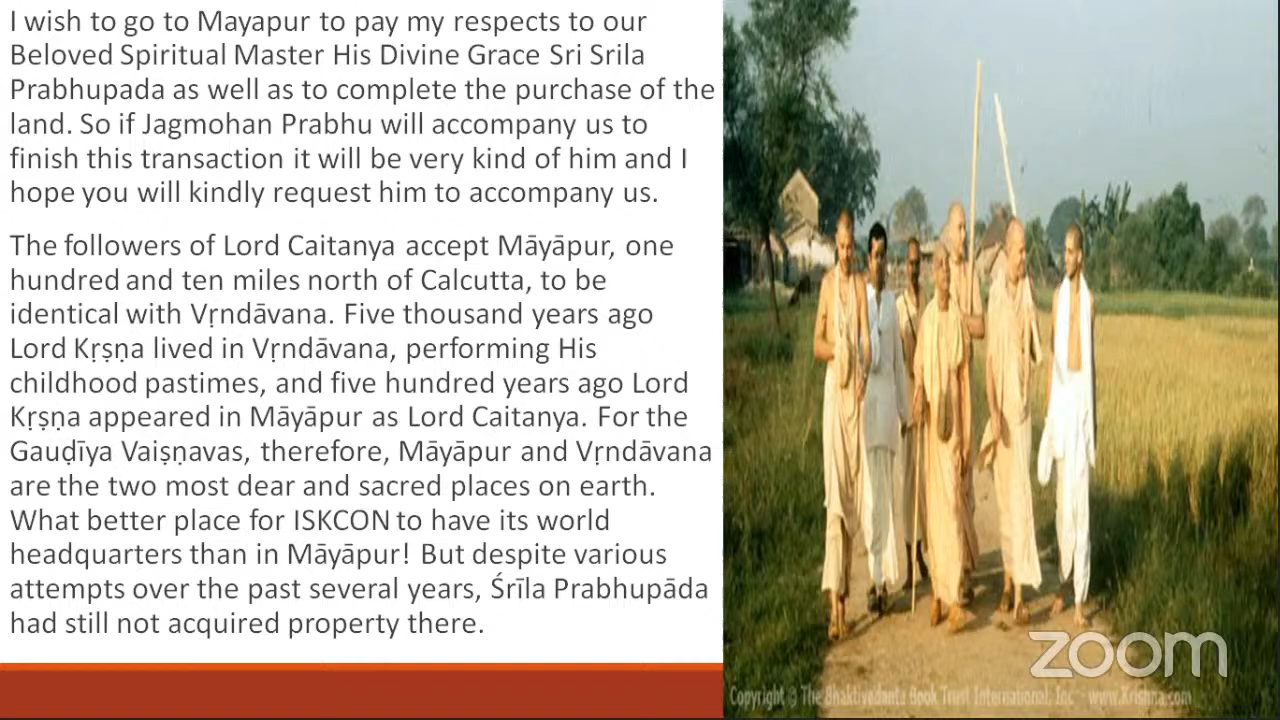 I wish to go to Mayapur to pay my respects to our
Beloved Spiritual Master His Divine Grace Sri Srila
Prabhupada as well as to complete the purchase of the
land. So if Jagmohan Prabhu will accompany us to
finish this transaction it will be very kind of him and I
hope you will kindly request him to accompany us.
The followers of Lord Caitanya accept Māyāpur, one
hundred and ten miles north of Calcutta, to be
identical with Vṛndāvana. Five thousand years ago
Lord Kṛṣṇa lived in Vṛndāvana, performing His
childhood pastimes, and five hundred years ago Lord
Kṛṣṇa appeared in Māyāpur as Lord Caitanya. For the
Gauḍīya Vaiṣṇavas, therefore, Māyāpur and Vṛndāvana
are the two most dear and sacred places on earth.
What better place for ISKCON to have its world
headquarters than in Māyāpur! But despite various
attempts over the past several years, Śrīla Prabhupāda
had still not acquired property there.
zoom
Copyright © The Bhaktivedanta Book Trust International, Inc www.Krishna.com